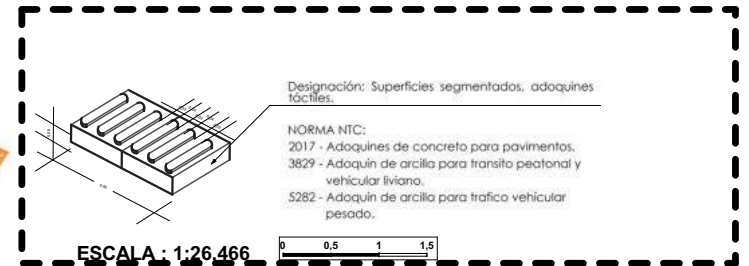 Designación: Superficies segmentados, adoquines
táctiles.
NORMA NTC:
2017 - Adoquines de concreto para pavimentos.
3829 - Adoquin de arcilla para transito peatonal y
vehicular liviano.
5282 - Adoquin de arcilla para trafico vehicular
pesado.
ESCALA : 1:26,466
0 0,5 1 1,5